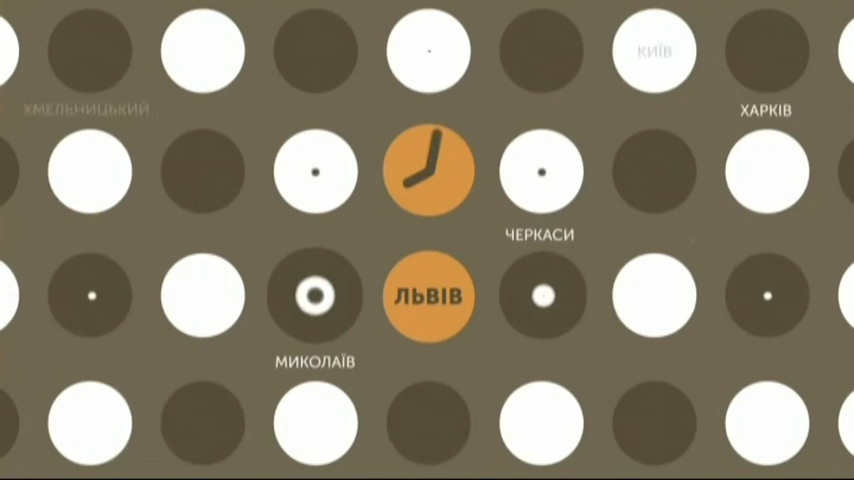 КИЇВ
ХМЕЛЬНИЦЬКИЙ
ХАРКІВ
ЧЕРКАСИ
ЛЬВІВ
МИКОЛАЇВ